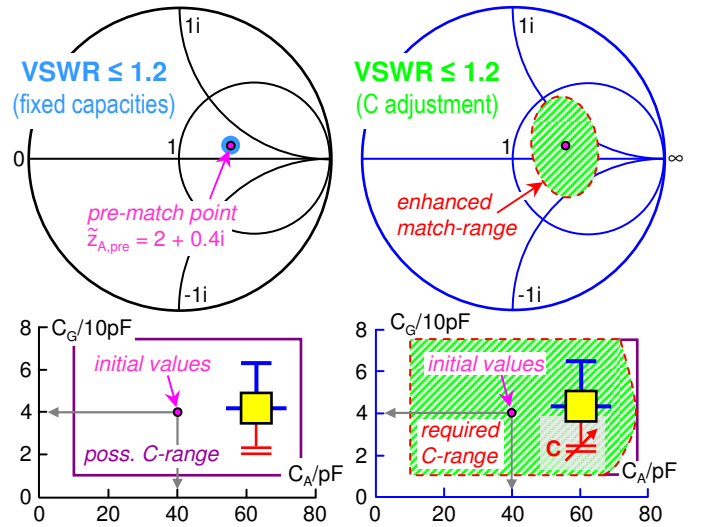 1i
VSWR ≤ 1.2
(fixed capacities)
0
1
pre-match point
z̃A,pre = 2 + 0.4i
-1i
1i
VSWR ≤ 1.2
(C adjustment)
1
∞
enhanced
match-range
-1i
CG/10pF
8
6
4
2
0
initial values
poss. C-range
CA/pF
0
20
40
60
80
CG/10pF
8
6
4
2
0
initial values
required
C-range
C
CA/pF
0
20
40
60
80